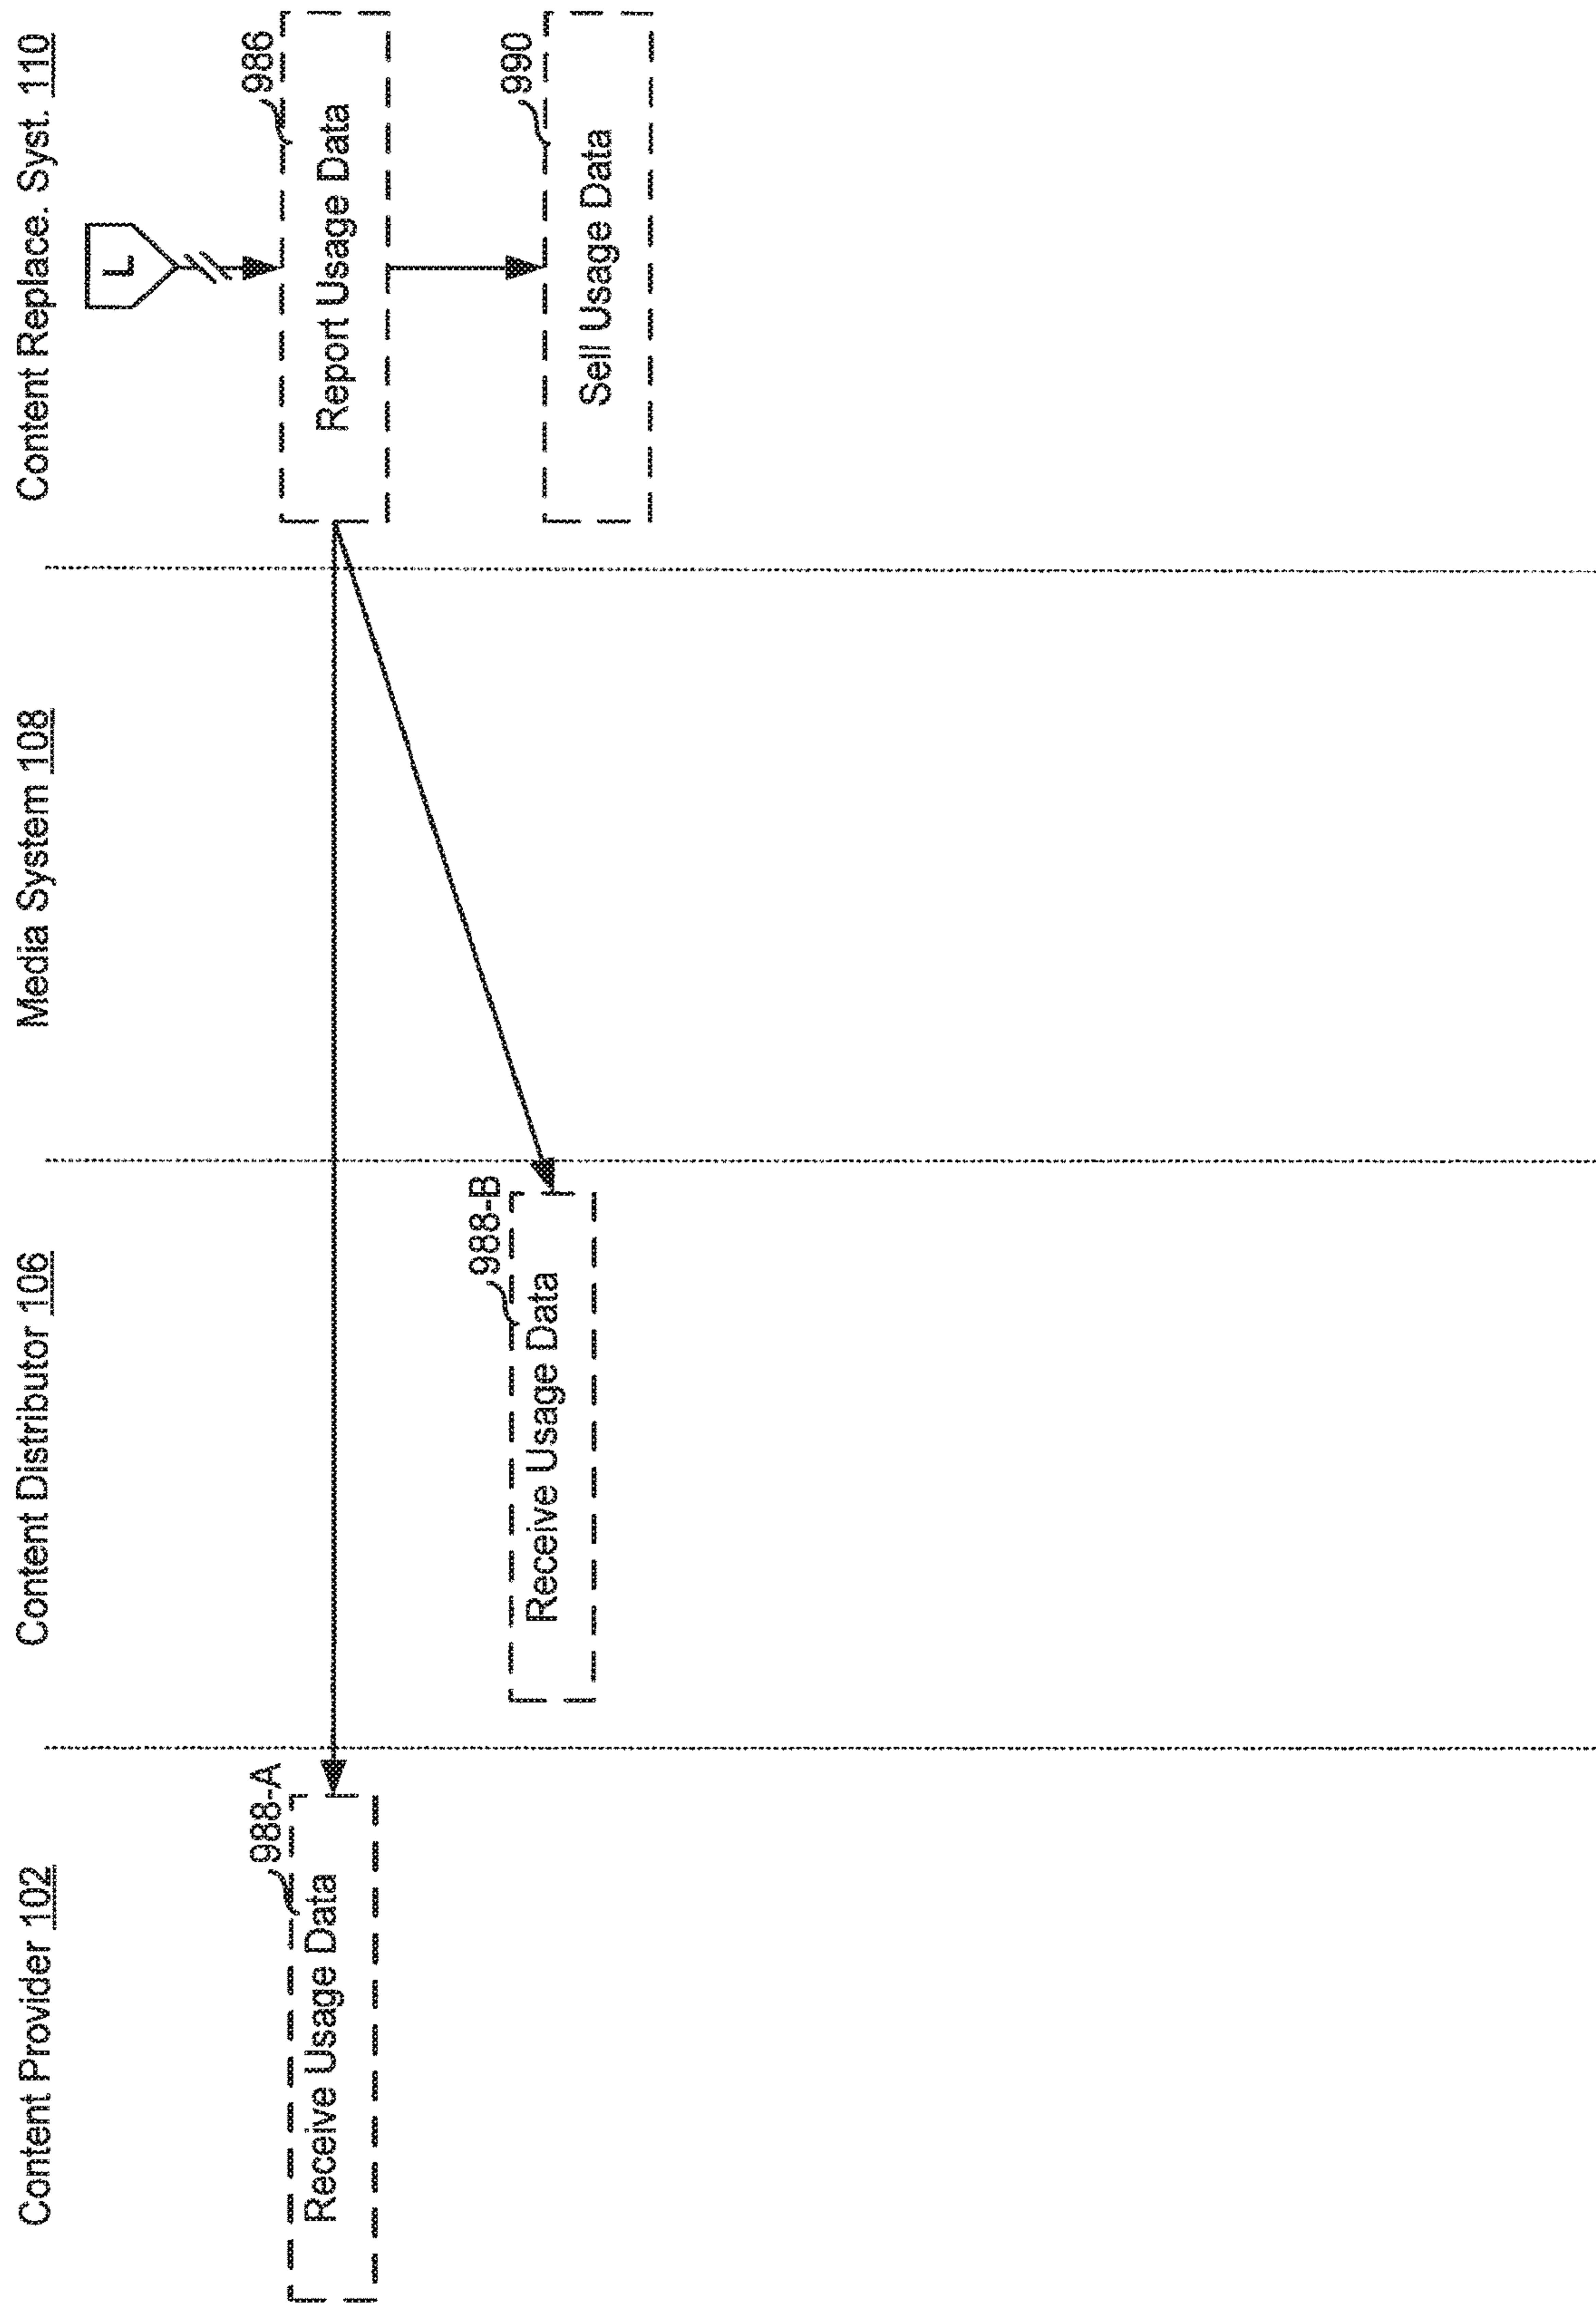 Content Provider 102
Content Distributor 106
Media System 108
Content Replace. Syst. 110
L
986
Report Usage Data
988-A
Receive Usage Data
988-B
Receive Usage Data
990
Sell Usage Data